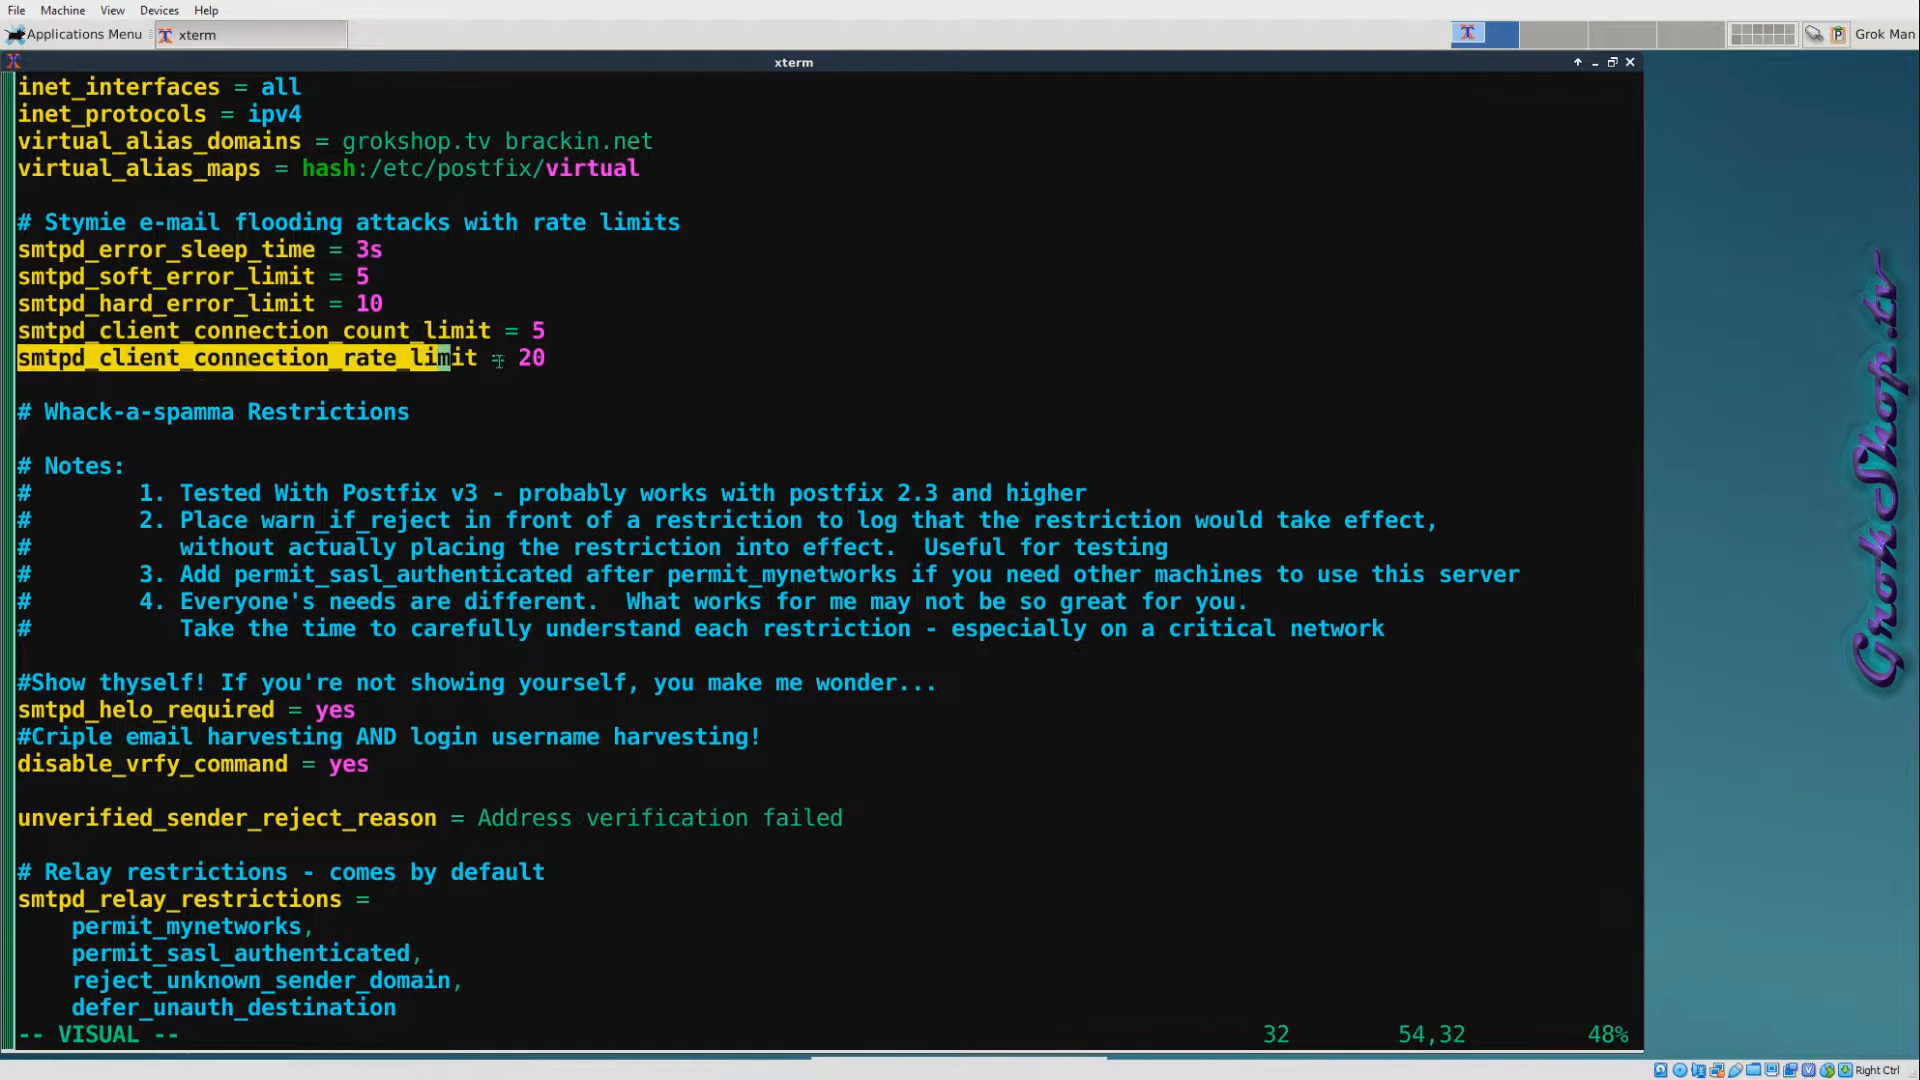 File Machine View Devices Help
Applications Menu xterm Grok Man
xterm
inet_interfaces = all
inet_protocols = ipv4
virtual_alias_domains = grokshop.tv brackin.net
virtual_alias_maps = hash:/etc/postfix/virtual
# Stymie e-mail flooding attacks with rate limits
smtpd_error_sleep_time = 3s
smtpd_soft_error_limit = 5
smtpd_hard_error_limit = 10
smtpd_client_connection_count_limit = 5
smtpd_client_connection_rate_limit = 20
# Whack-a-spamma Restrictions
# Notes:
# 1. Tested With Postfix v3 - probably works with postfix 2.3 and higher
# 2. Place warn_if_reject in front of a restriction to log that the restriction would take effect,
# without actually placing the restriction into effect. Useful for testing
# 3. Add permit_sasl_authenticated after permit_mynetworks if you need other machines to use this server
# 4. Everyone's needs are different. What works for me may not be so great for you.
# Take the time to carefully understand each restriction - especially on a critical network
#Show thyself! If you're not showing yourself, you make me wonder...
smtpd_helo_required = yes
#Criple email harvesting AND login username harvesting!
disable_vrfy_command = yes
unverified_sender_reject_reason = Address verification failed
# Relay restrictions - comes by default
smtpd_relay_restrictions =
permit_mynetworks,
permit_sasl_authenticated,
reject_unknown_sender_domain,
defer_unauth_destination
-- VISUAL -- 32 54,32 48%
GrokShop.tv
Right Ctrl